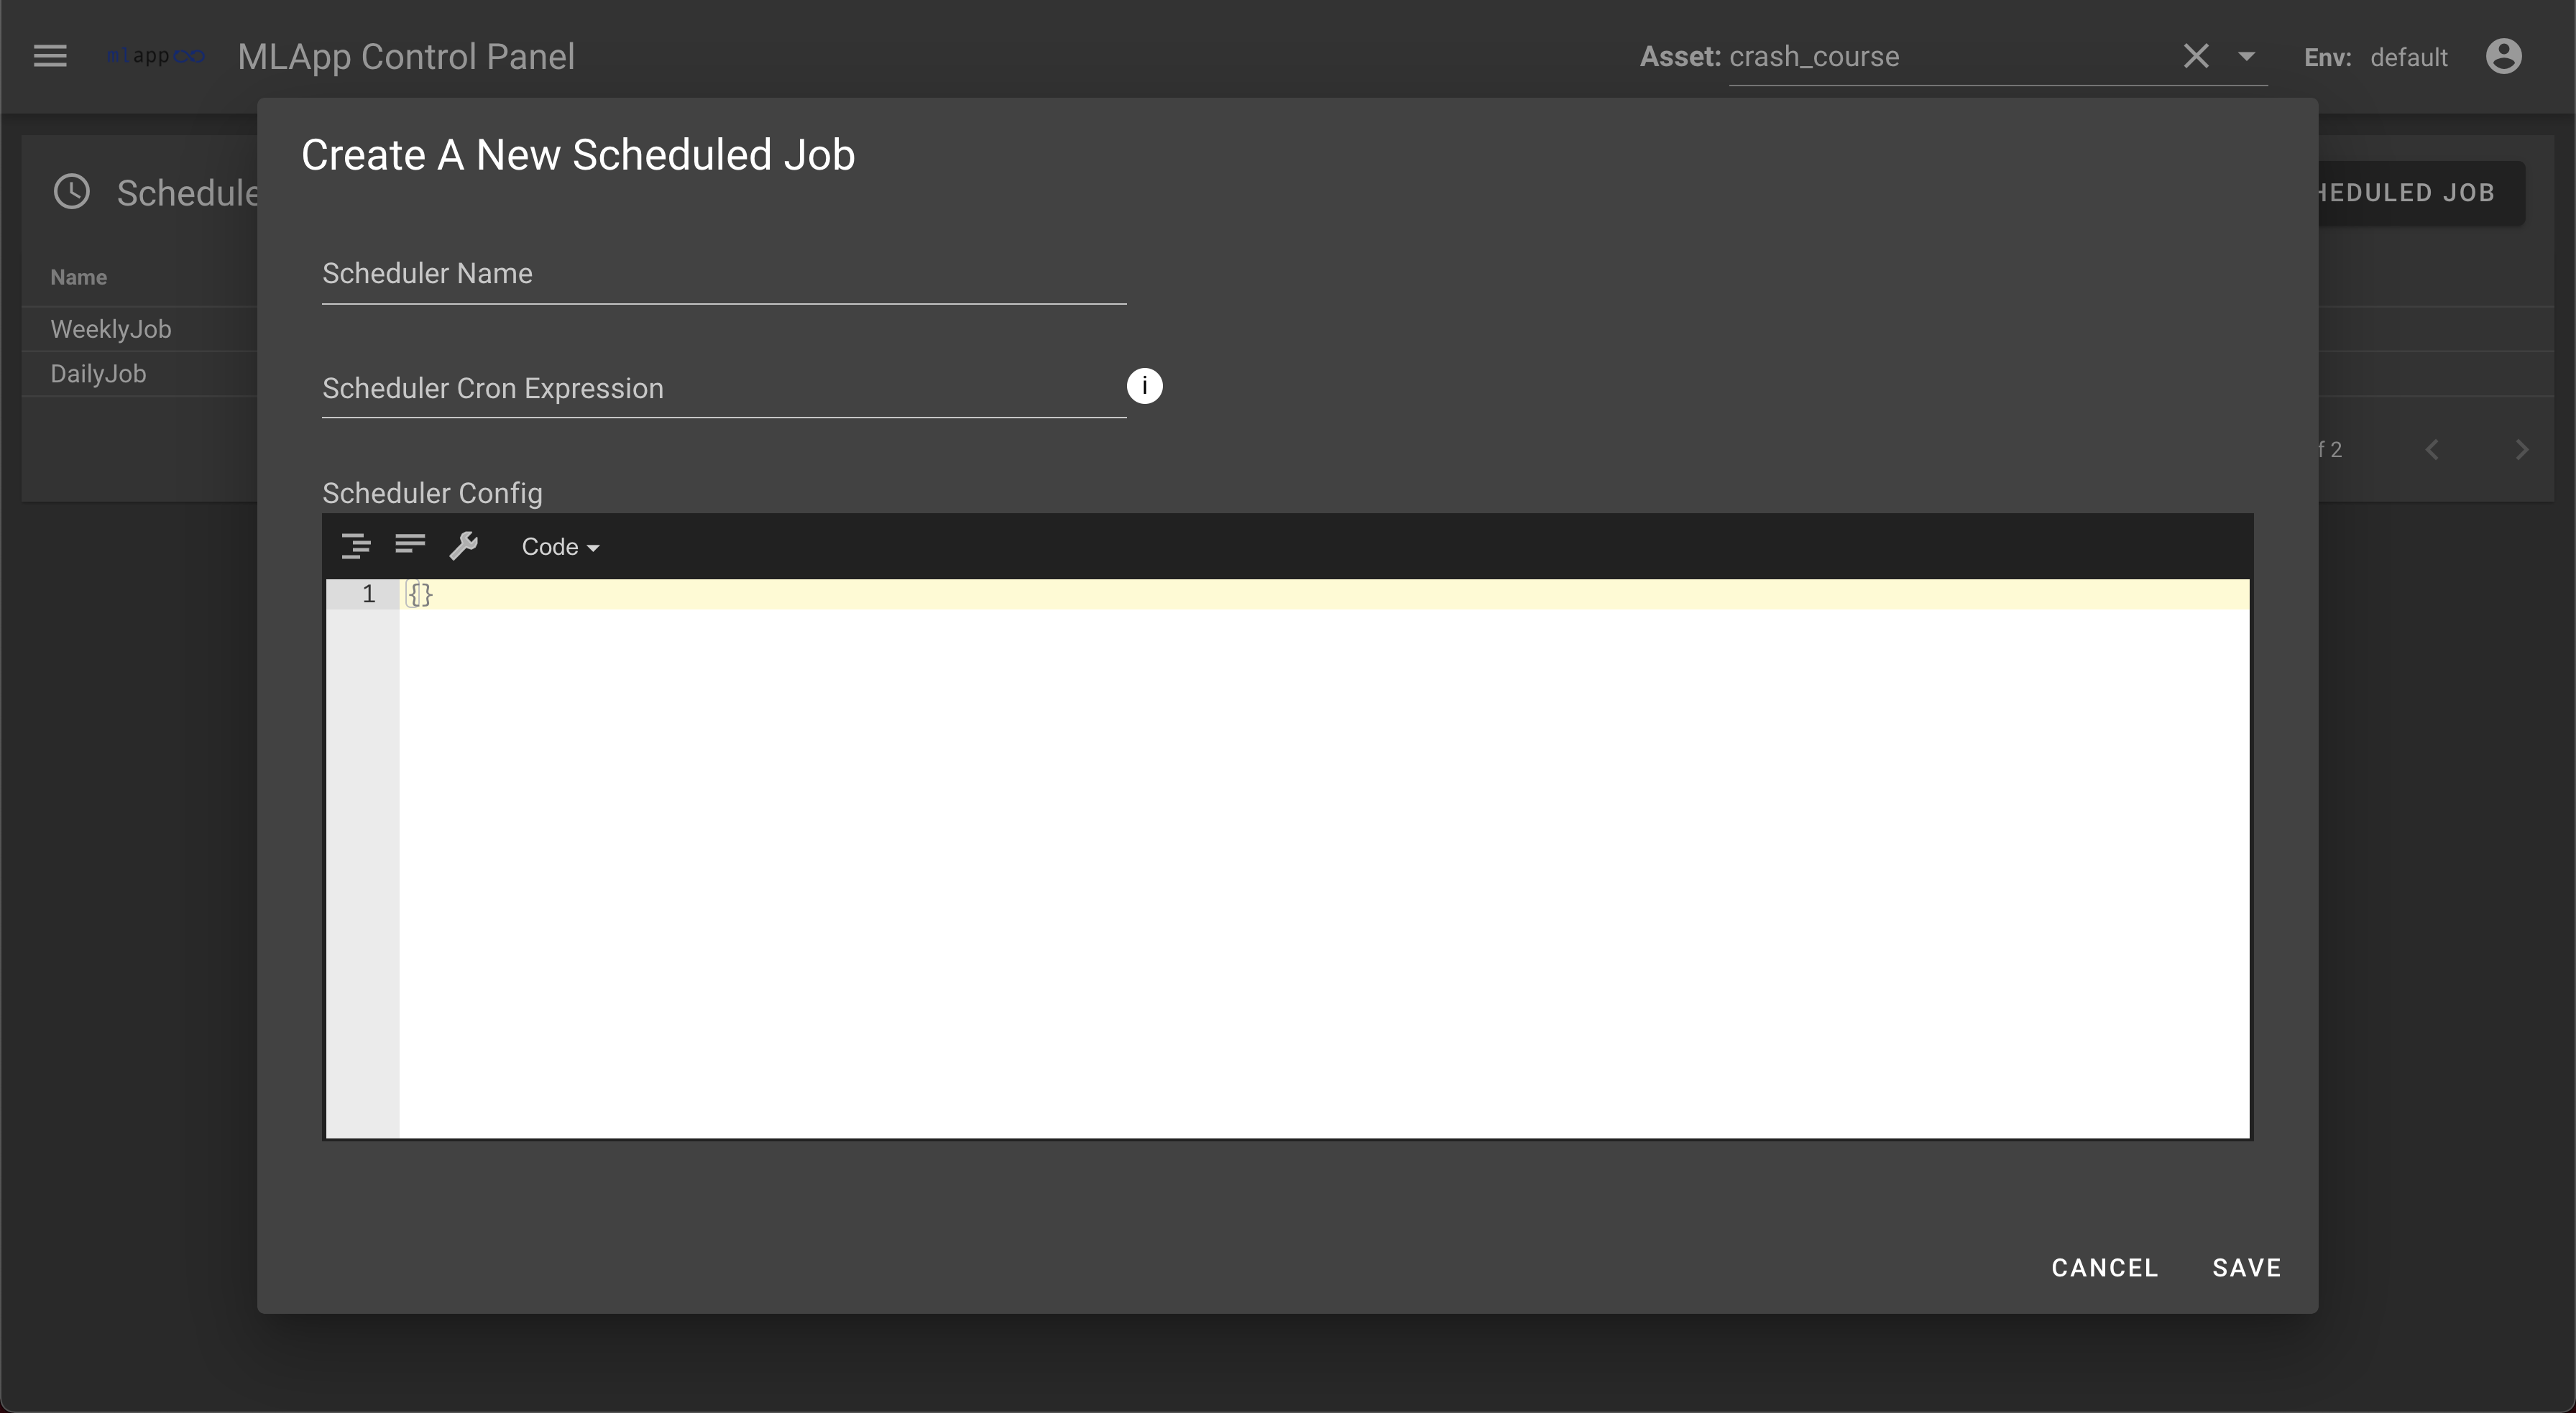 mlapp MLApp Control Panel Asset: crash_course Env: default
Create A New Scheduled Job
Schedule HEDULED JOB
Scheduler Name
Name
WeeklyJob
DailyJob
Scheduler Cron Expression i
f 2
Scheduler Config
Code
1 {}
CANCEL SAVE